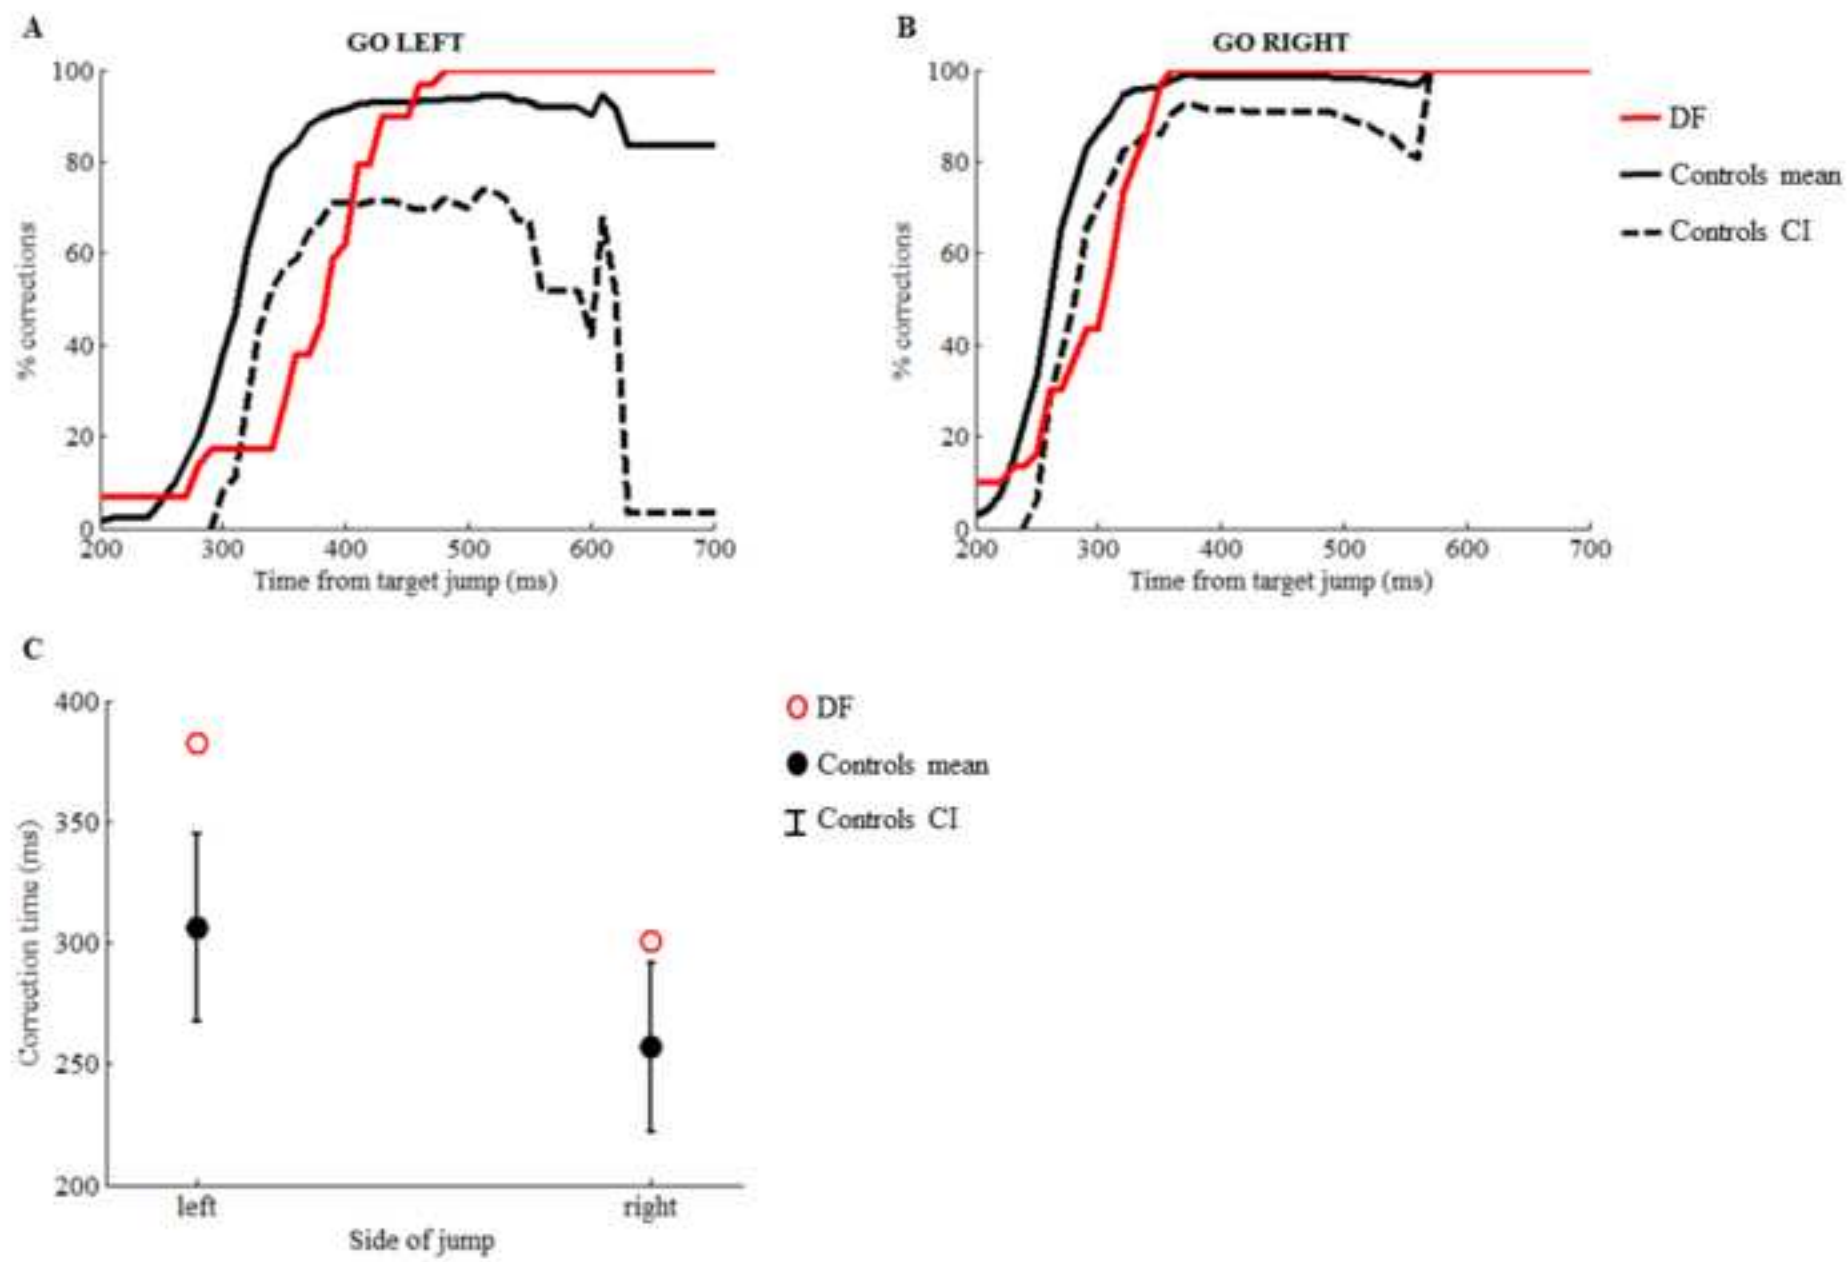 A
GO LEFT
100
80
60
40
20
0
% corrections
200 300 400 500 600 700
Time from target jump (ms)
B
GO RIGHT
100
80
60
40
20
0
% corrections
200 300 400 500 600 700
Time from target jump (ms)
DF
Controls mean
Controls CI
C
400
350
300
250
200
Correction time (ms)
left right
Side of jump
DF
Controls mean
Controls CI